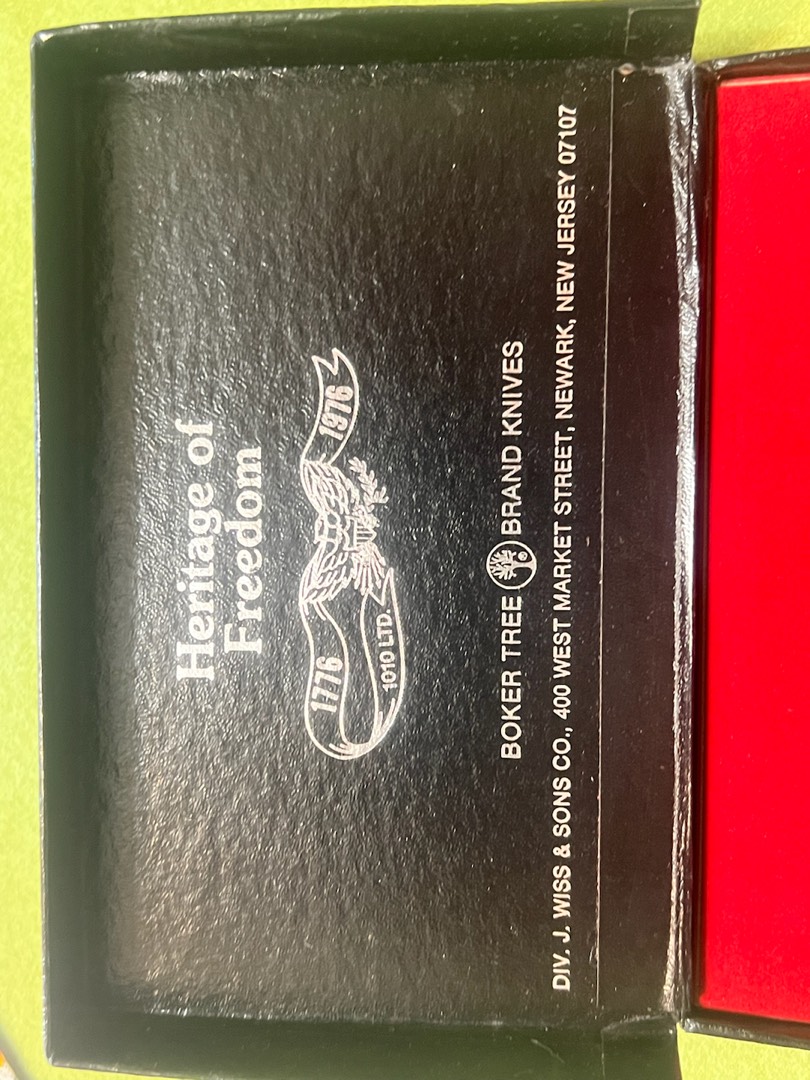 Heritage of
Freedom
1776 1976
1010 LTD.
BOKER TREE ® BRAND KNIVES
DIV. J. WISS & SONS CO., 400 WEST MARKET STREET, NEWARK, NEW JERSEY 07107